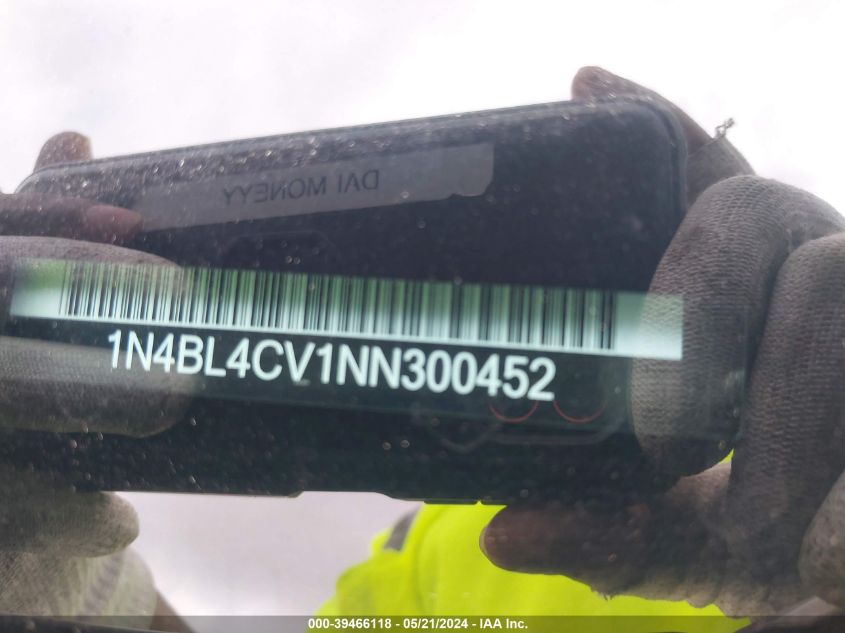 DAI MONEYY
1N4BL4CV1NN300452
000-39466118 - 05/21/2024 - IAA Inc.